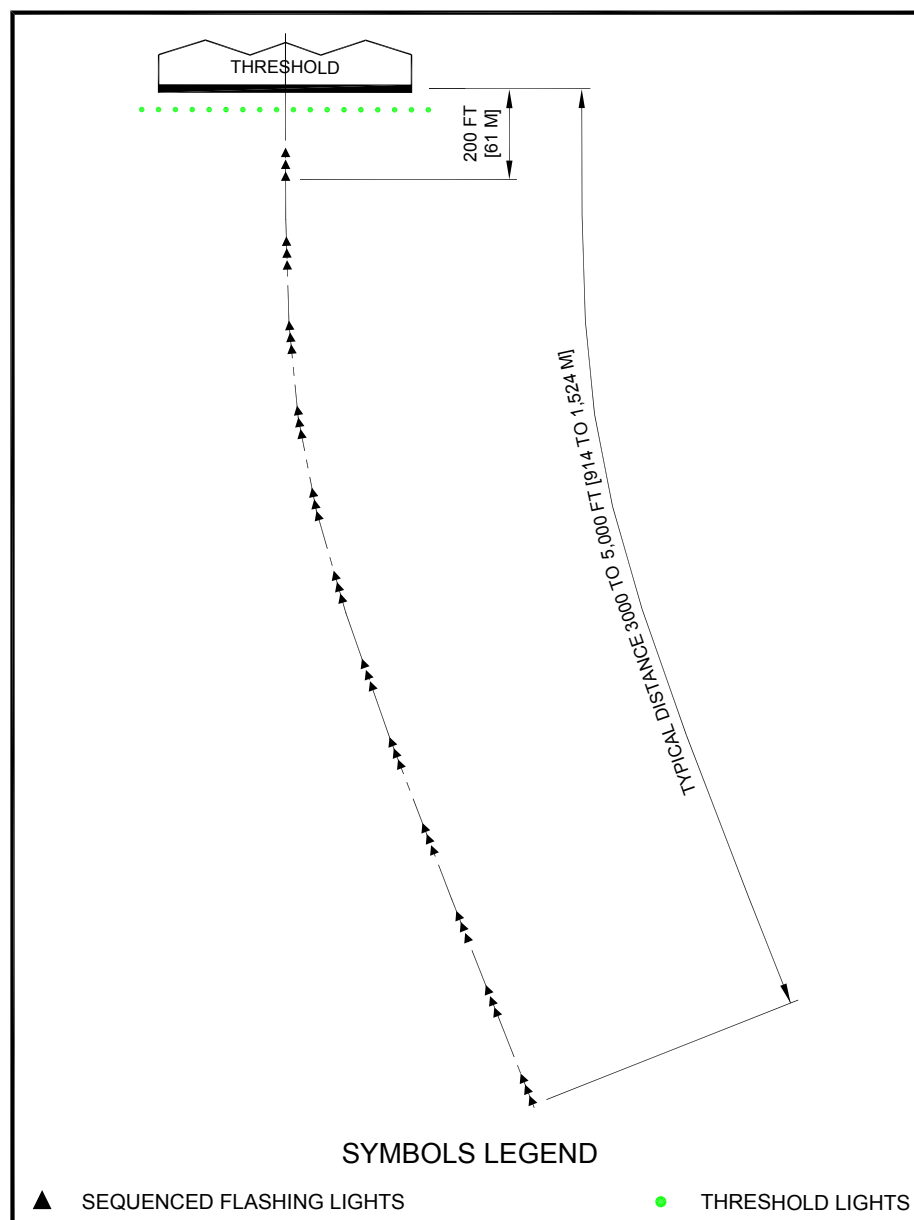 THRESHOLD
200 FT
[61 M]
TYPICAL DISTANCE 3000 TO 5,000 FT [914 TO 1,524 M]
SYMBOLS LEGEND
SEQUENCED FLASHING LIGHTS
THRESHOLD LIGHTS